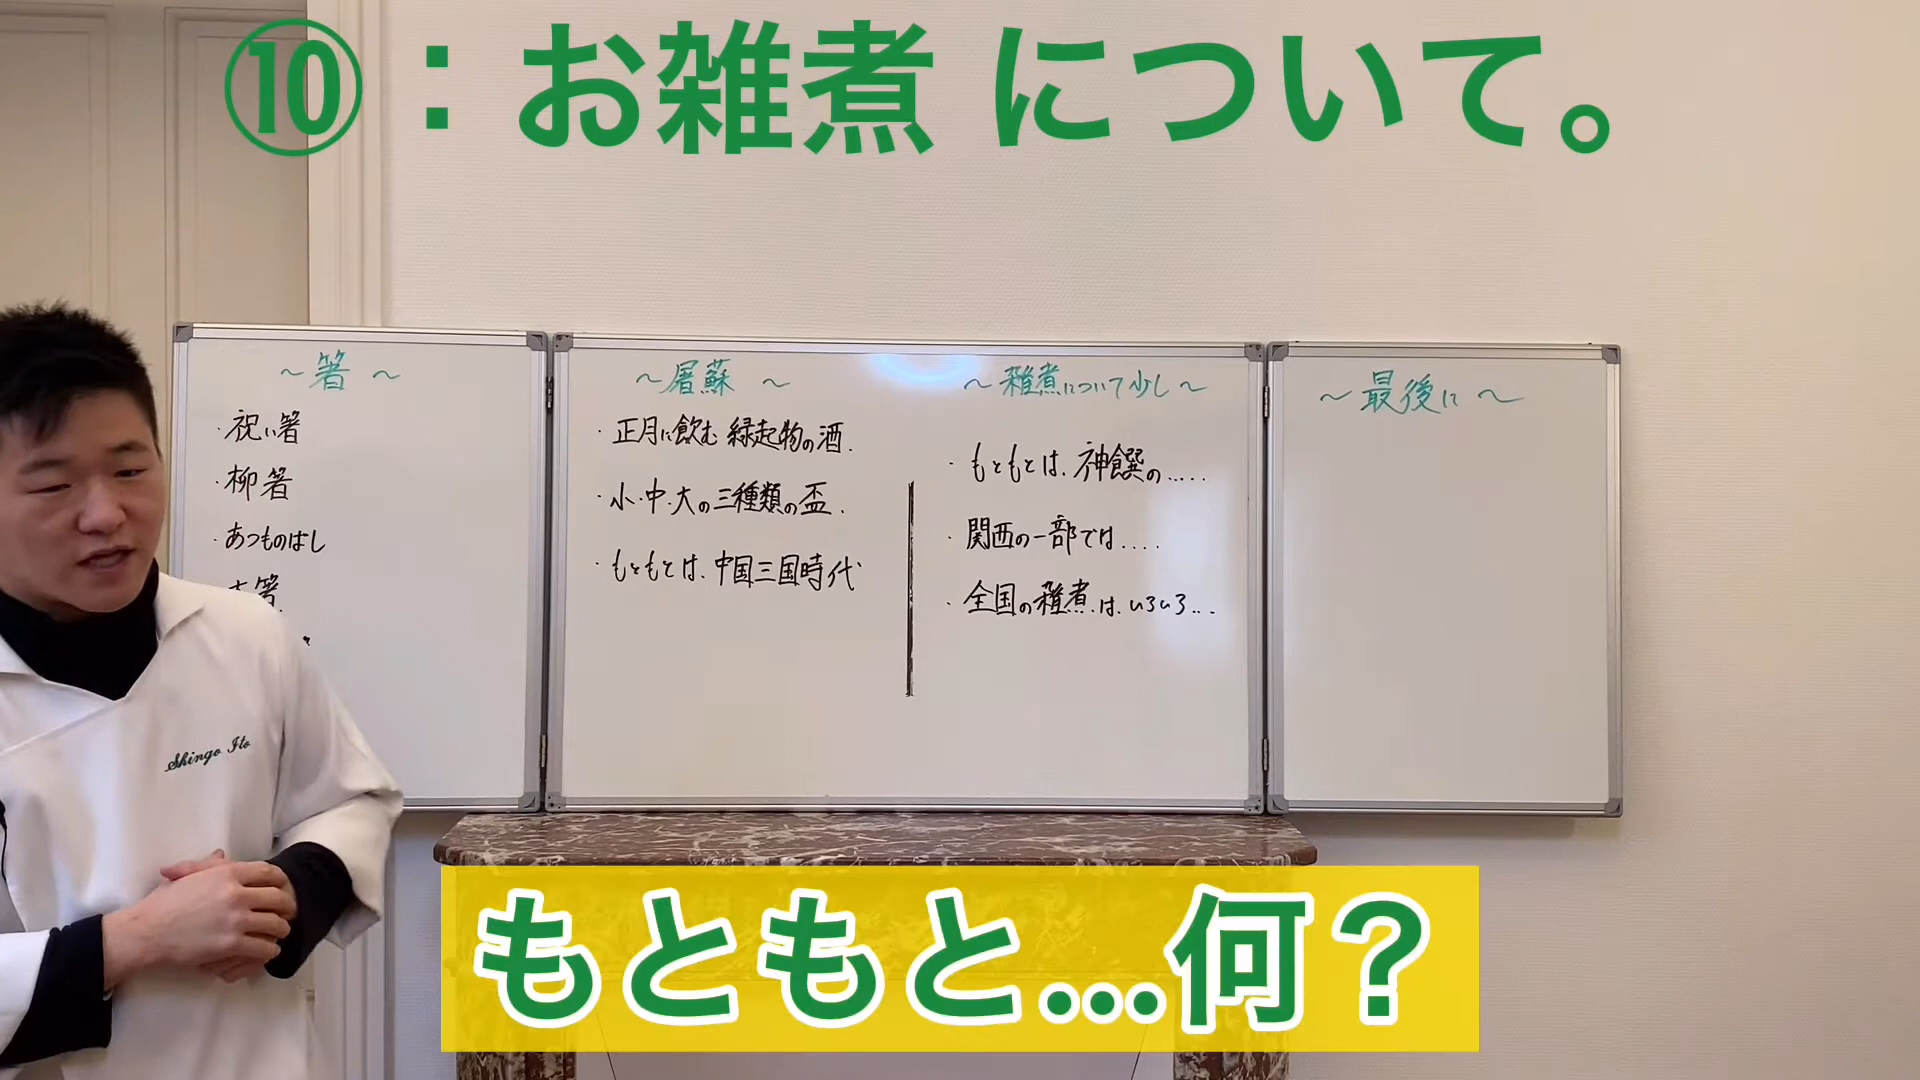 ⑩：お雑煮 について。
～箸～
・祝い箸
・柳箸
・あつものはし
～屠蘇～
・正月に飲む 縁起物の酒.
・小・中・大の三種類の盃.
・もともとは、中国三国時代
～雑煮について少し～
・もともとは、神饌の.....
・関西の一部では....
・全国の雑煮は、いろいろ...
～最後に～
Shingo Ito
もともと...何？